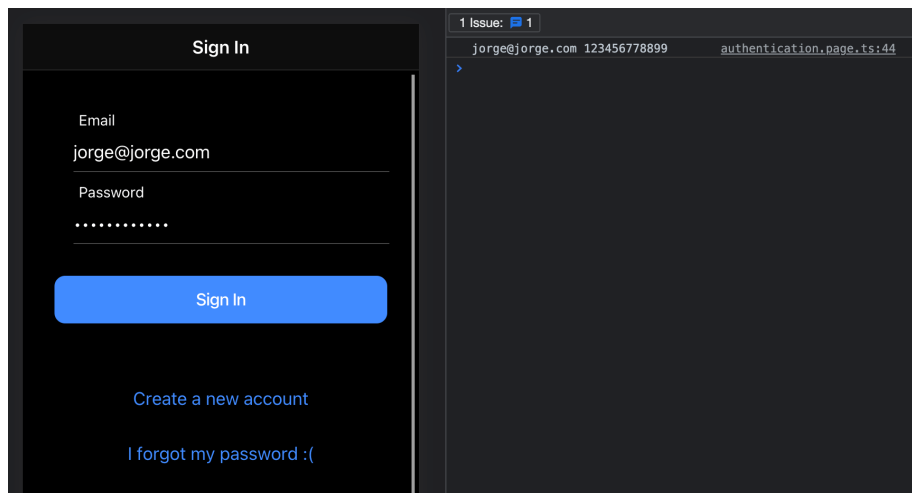 Sign In
Email
jorge@jorge.com
Password
••••••••••••
Sign In
Create a new account
I forgot my password :(
1 Issue: 1
jorge@jorge.com 123456778899 authentication.page.ts:44
>